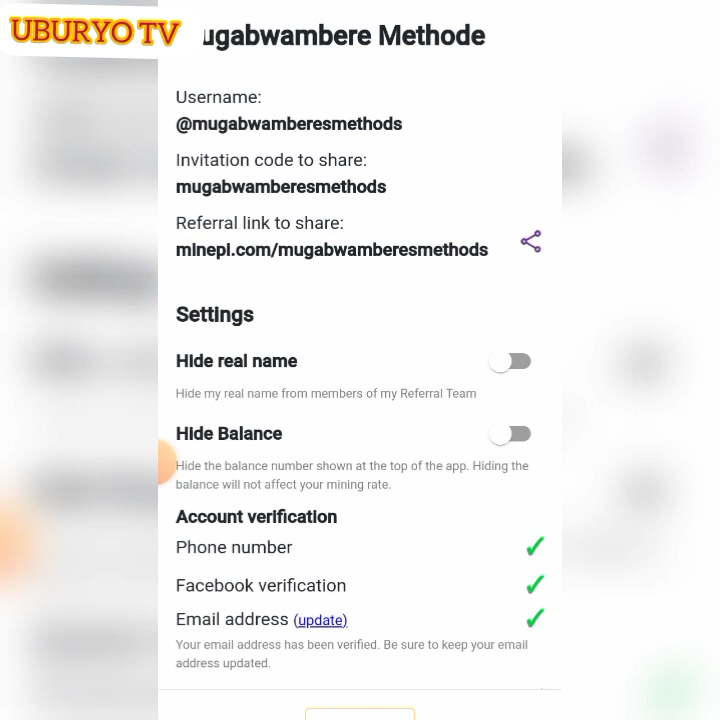 UBURYO TV
ugabwambere Methode
Username:
@mugabwamberesmethods
Invitation code to share:
mugabwamberesmethods
Referral link to share:
minepi.com/mugabwamberesmethods
Settings
Hide real name
Hide my real name from members of my Referral Team
Hide Balance
Hide the balance number shown at the top of the app. Hiding the
balance will not affect your mining rate.
Account verification
Phone number
Facebook verification
Email address (update)
Your email address has been verified. Be sure to keep your email
address updated.